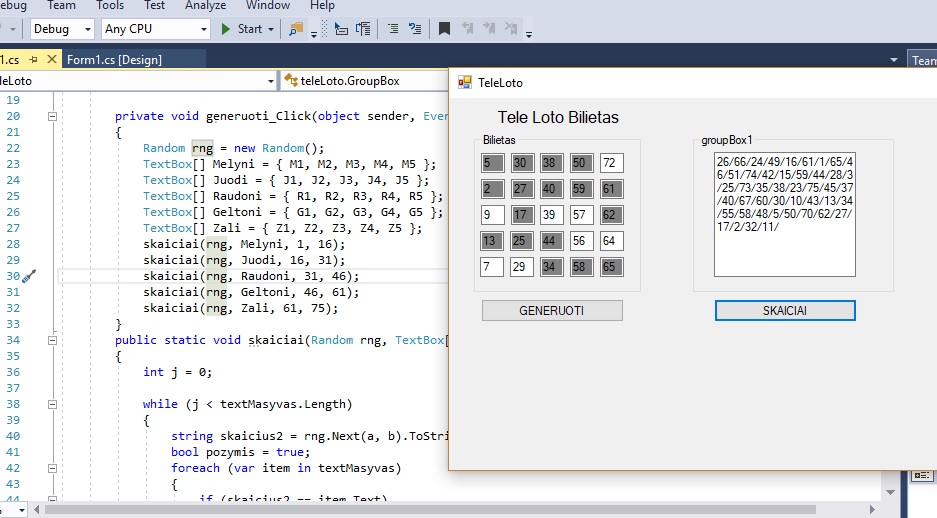 ebug Team Tools Test Analyze Window Help
Debug Any CPU Start
1.cs Form1.cs [Design] Team
leLoto teleLoto.GroupBox
19
20 private void generuoti_Click(object sender, Even
21 {
22 Random rng = new Random();
23 TextBox[] Melyni = { M1, M2, M3, M4, M5 };
24 TextBox[] Juodi = { J1, J2, J3, J4, J5 };
25 TextBox[] Raudoni = { R1, R2, R3, R4, R5 };
26 TextBox[] Geltoni = { G1, G2, G3, G4, G5 };
27 TextBox[] Zali = { Z1, Z2, Z3, Z4, Z5 };
28 skaiciai(rng, Melyni, 1, 16);
29 skaiciai(rng, Juodi, 16, 31);
30 skaiciai(rng, Raudoni, 31, 46);
31 skaiciai(rng, Geltoni, 46, 61);
32 skaiciai(rng, Zali, 61, 75);
33 }
34 public static void skaiciai(Random rng, TextBox[
35 {
36 int j = 0;
37
38 while (j < textMasyvas.Length)
39 {
40 string skaicius2 = rng.Next(a, b).ToStri
41 bool pozymis = true;
42 foreach (var item in textMasyvas)
43 {
44 if (skaicius2 == item.Text)
TeleLoto
Tele Loto Bilietas
Bilietas
5 30 38 50 72
2 27 40 59 61
9 17 39 57 62
13 25 44 56 64
7 29 34 58 65
GENERUOTI
groupBox1
26/66/24/49/16/61/1/65/4
6/51/74/42/15/59/44/28/3
/25/73/35/38/23/75/45/37
/40/67/60/30/10/43/13/34
/55/58/48/5/50/70/62/27/
17/2/32/11/
SKAICIAI